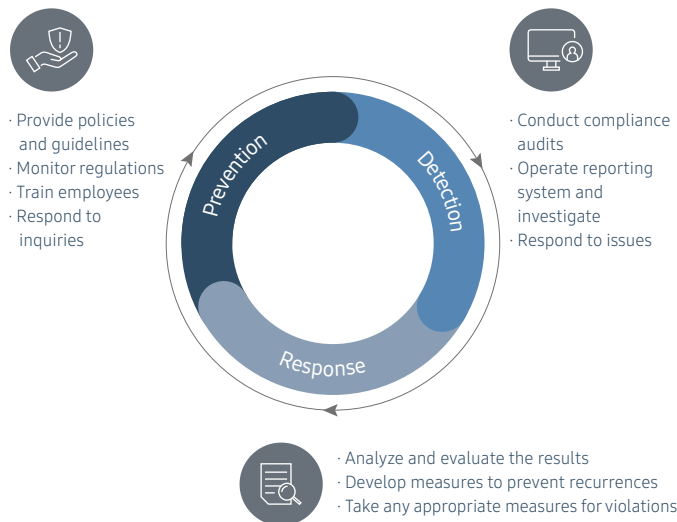 · Provide policies
and guidelines
· Monitor regulations
· Train employees
· Respond to
inquiries
Prevention
Detection
Response
· Conduct compliance
audits
· Operate reporting
system and
investigate
· Respond to issues
· Analyze and evaluate the results
· Develop measures to prevent recurrences
· Take any appropriate measures for violations